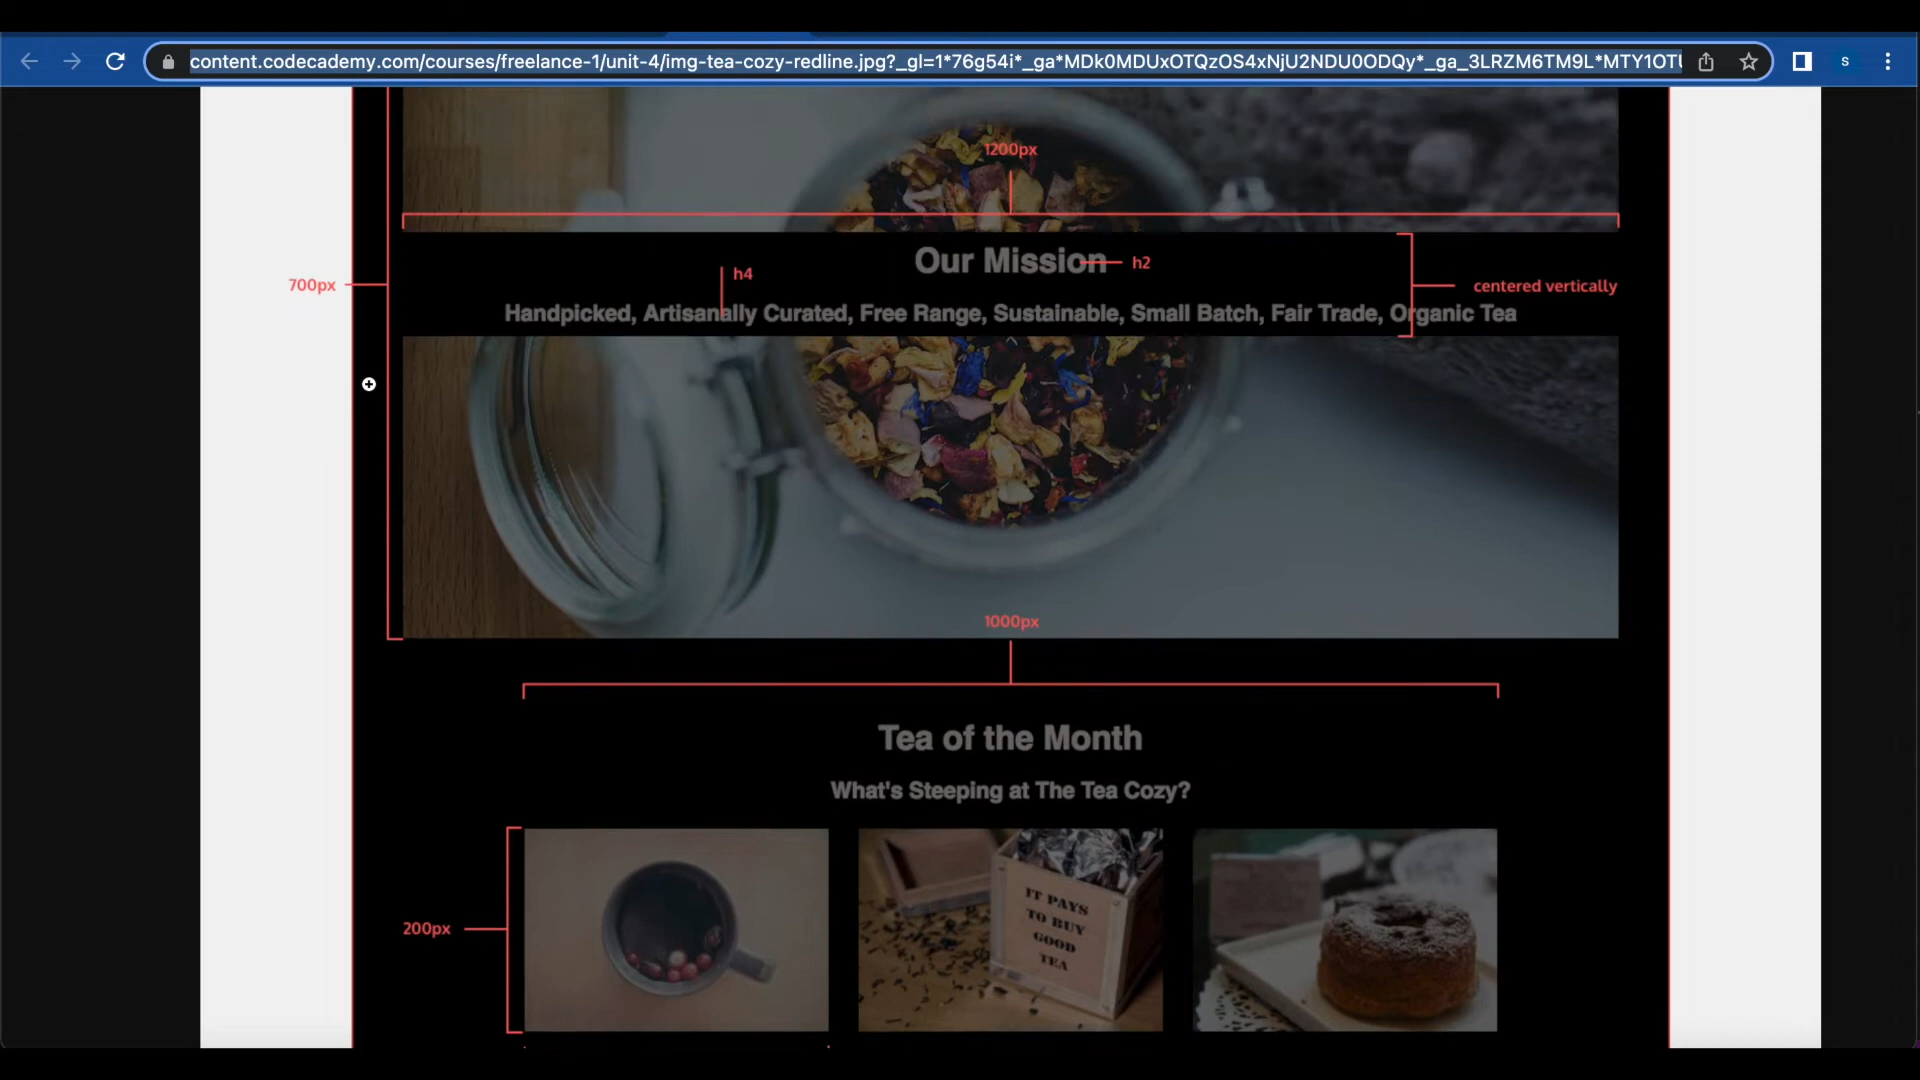 content.codecademy.com/courses/freelance-1/unit-4/img-tea-cozy-redline.jpg?_gl=1*76g54i*_ga*MDk0MDUxOTQzOS4xNjU2NDU0ODQy*_ga_3LRZM6TM9L*MTY1OTU
S
1200px
Our Mission
h2
h4
700px
centered vertically
Handpicked, Artisanally Curated, Free Range, Sustainable, Small Batch, Fair Trade, Organic Tea
1000px
Tea of the Month
What's Steeping at The Tea Cozy?
200px
IT PAYS
TO BUY
GOOD
TEA